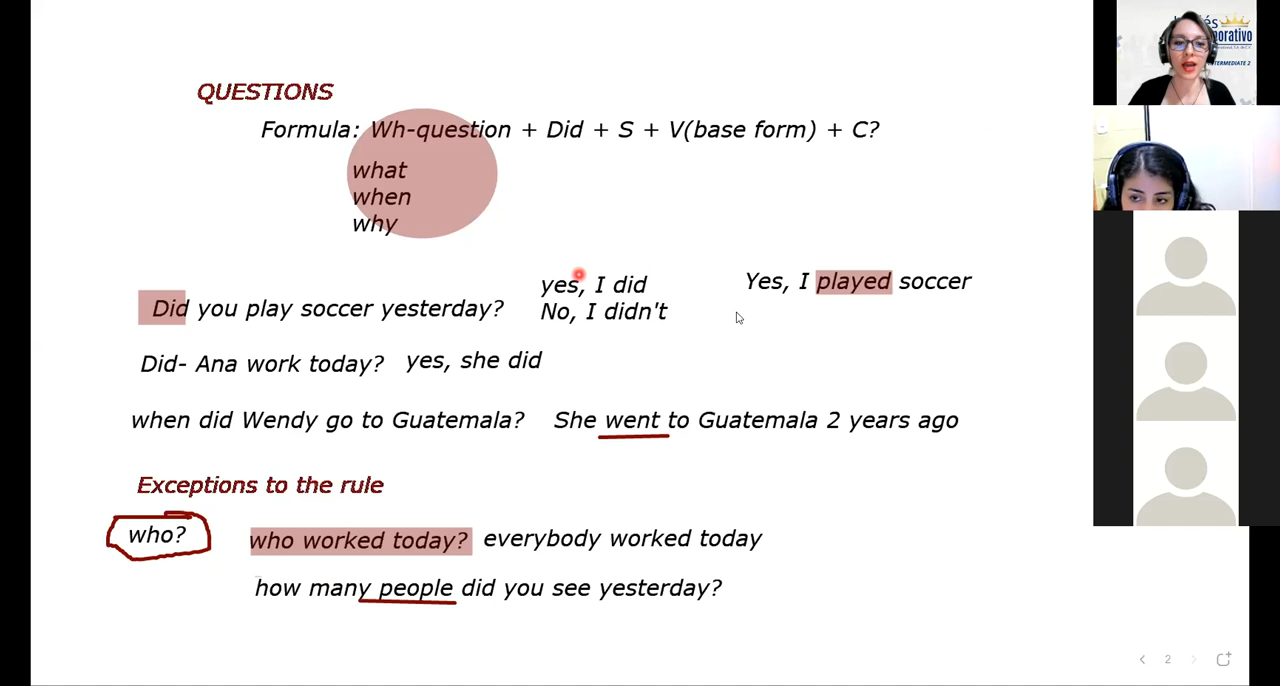 QUESTIONS
Formula: Wh-question + Did + S + V(base form) + C?
what
when
why
Did you play soccer yesterday?
yes, I did
No, I didn't
Yes, I played soccer
Did- Ana work today? yes, she did
when did Wendy go to Guatemala? She went to Guatemala 2 years ago
Exceptions to the rule
who? who worked today? everybody worked today
how many people did you see yesterday?
2
INTERMEDIATE 2